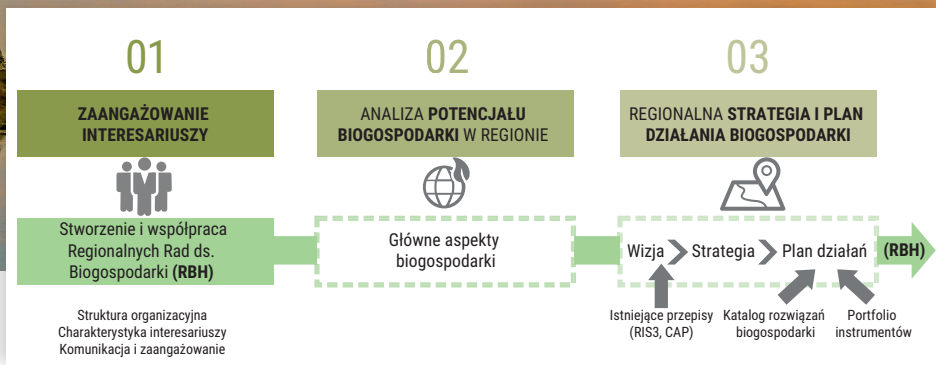 01
ZAANGAŻOWANIE
INTERESARIUSZY
Stworzenie i współpraca
Regionalnych Rad ds.
Biogospodarki (RBH)
Struktura organizacyjna
Charakterystyka interesariuszy
Komunikacja i zaangażowanie
02
ANALIZA POTENCJAŁU
BIOGOSPODARKI W REGIONIE
Główne aspekty
biogospodarki
03
REGIONALNA STRATEGIA I PLAN
DZIAŁANIA BIOGOSPODARKI
Wizja
Strategia
Plan działań
(RBH)
Istniejące przepisy
(RIS3, CAP)
Katalog rozwiązań
biogospodarki
Portfolio
instrumentów